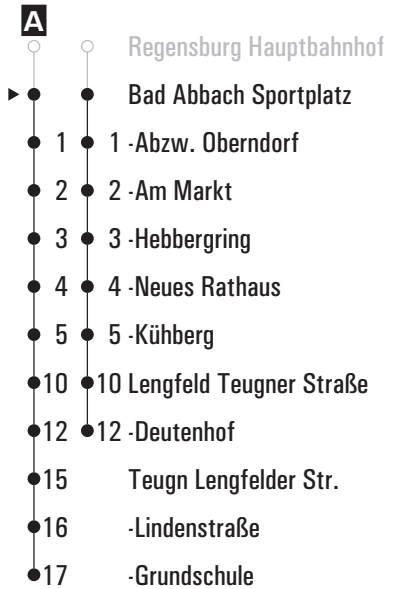 A
Regensburg Hauptbahnhof
Bad Abbach Sportplatz
1 1 -Abzw. Oberndorf
2 2 -Am Markt
3 3 -Hebbergring
4 4 -Neues Rathaus
5 5 -Kühberg
10 10 Lengfeld Teugner Straße
12 12 -Deutenhof
15 Teugn Lengfelder Str.
16 -Lindenstraße
17 -Grundschule